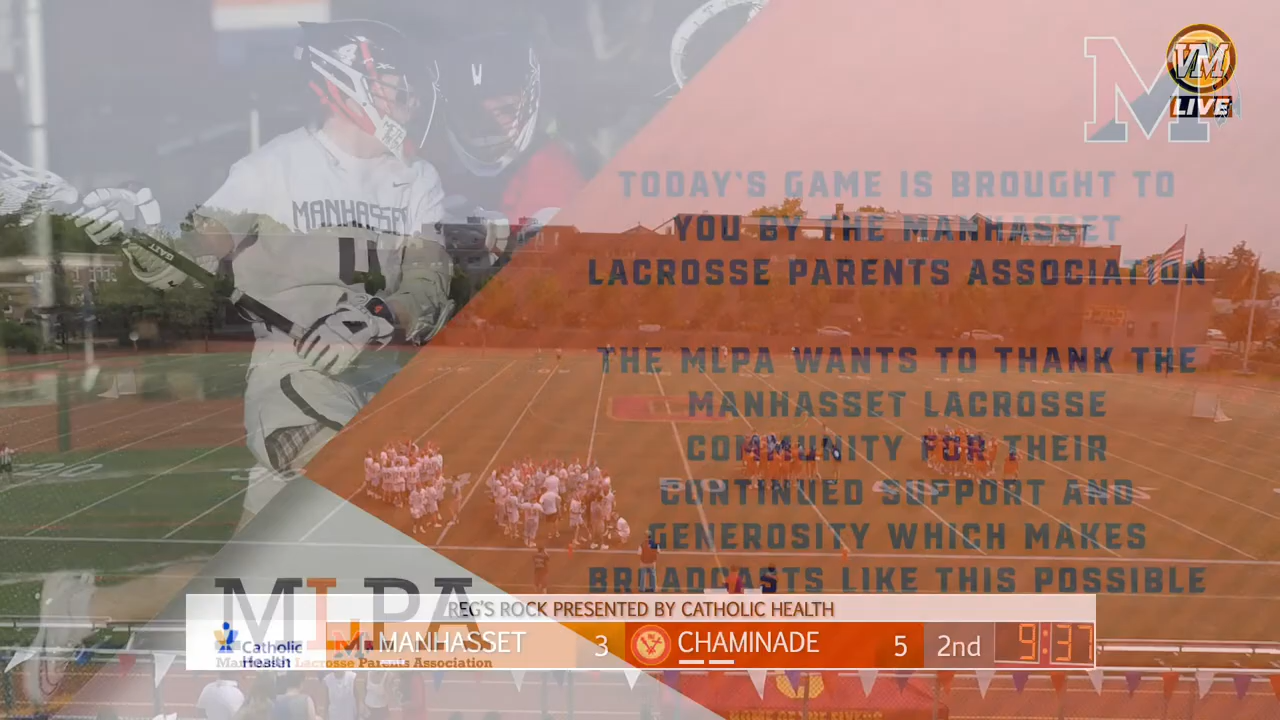 VM
LIVE
M
MANHASSET
TODAY'S GAME IS BROUGHT TO
YOU BY THE MANHASSET
LACROSSE PARENTS ASSOCIATION
THE MLPA WANTS TO THANK THE
MANHASSET LACROSSE
COMMUNITY FOR THEIR
CONTINUED SUPPORT AND
GENEROSITY WHICH MAKES
BROADCASTS LIKE THIS POSSIBLE
MLPA
Manhasset Lacrosse Parents Association
REG'S ROCK PRESENTED BY CATHOLIC HEALTH
Catholic Health MANHASSET 3 CHAMINADE 5 2nd 9:37